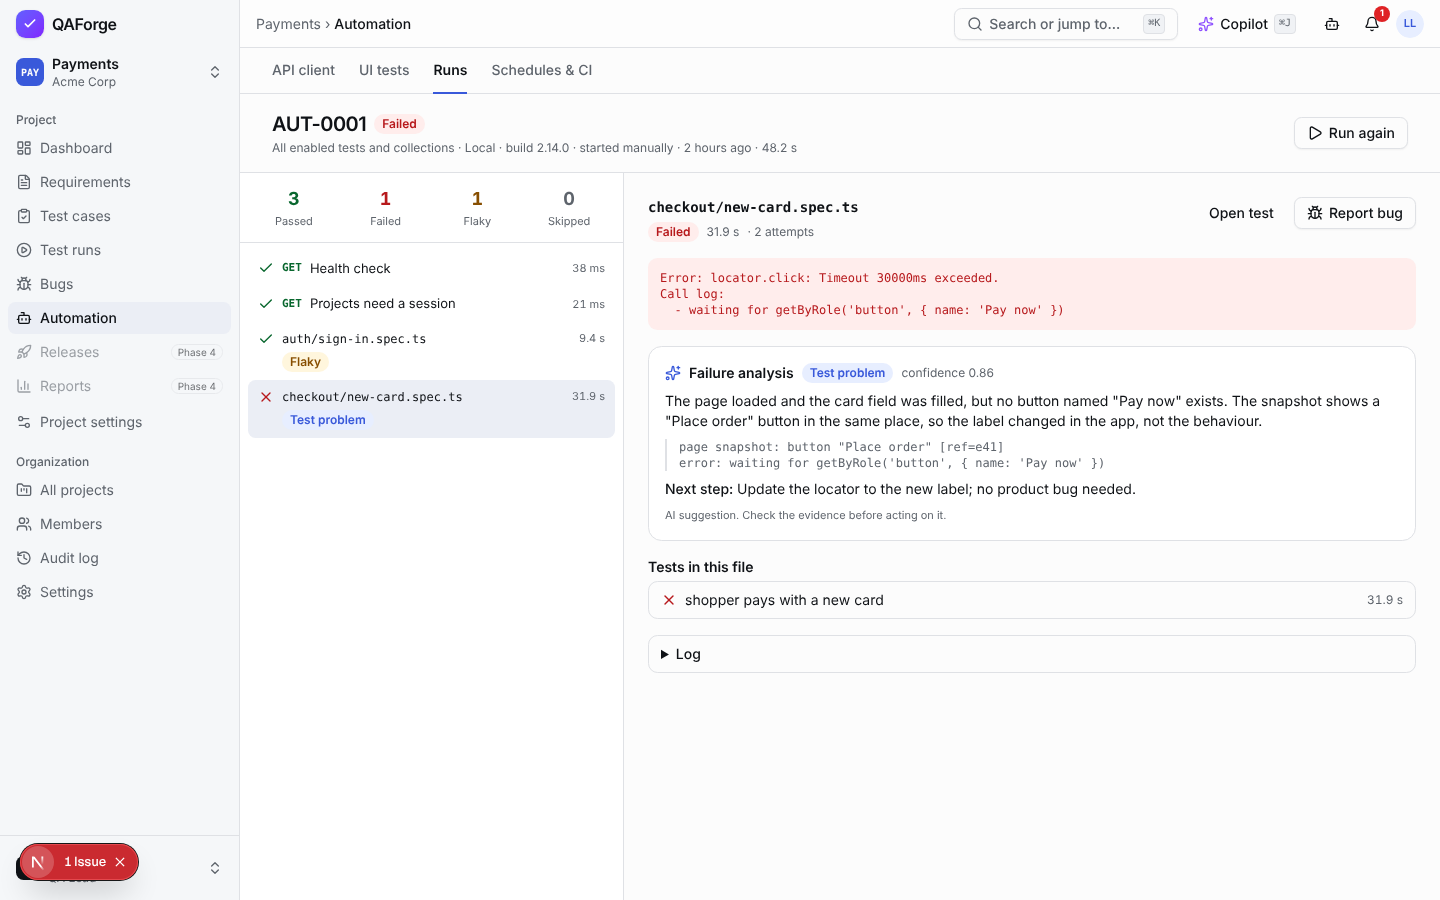 QAForge
PAY
Payments
Acme Corp
Project
Dashboard
Requirements
Test cases
Test runs
Bugs
Automation
Releases Phase 4
Reports Phase 4
Project settings
Organization
All projects
Members
Audit log
Settings
N 1 Issue
Payments › Automation
Search or jump to... ⌘K
Copilot ⌘J
1
LL
API client UI tests Runs Schedules & CI
AUT-0001 Failed
All enabled tests and collections · Local · build 2.14.0 · started manually · 2 hours ago · 48.2 s
Run again
3 1 1 0
Passed Failed Flaky Skipped
GET Health check 38 ms
GET Projects need a session 21 ms
auth/sign-in.spec.ts 9.4 s
Flaky
checkout/new-card.spec.ts 31.9 s
Test problem
checkout/new-card.spec.ts
Failed 31.9 s · 2 attempts
Open test
Report bug
Error: locator.click: Timeout 30000ms exceeded.
Call log:
- waiting for getByRole('button', { name: 'Pay now' })
Failure analysis Test problem confidence 0.86
The page loaded and the card field was filled, but no button named "Pay now" exists. The snapshot shows a
"Place order" button in the same place, so the label changed in the app, not the behaviour.
page snapshot: button "Place order" [ref=e41]
error: waiting for getByRole('button', { name: 'Pay now' })
Next step: Update the locator to the new label; no product bug needed.
AI suggestion. Check the evidence before acting on it.
Tests in this file
shopper pays with a new card 31.9 s
Log